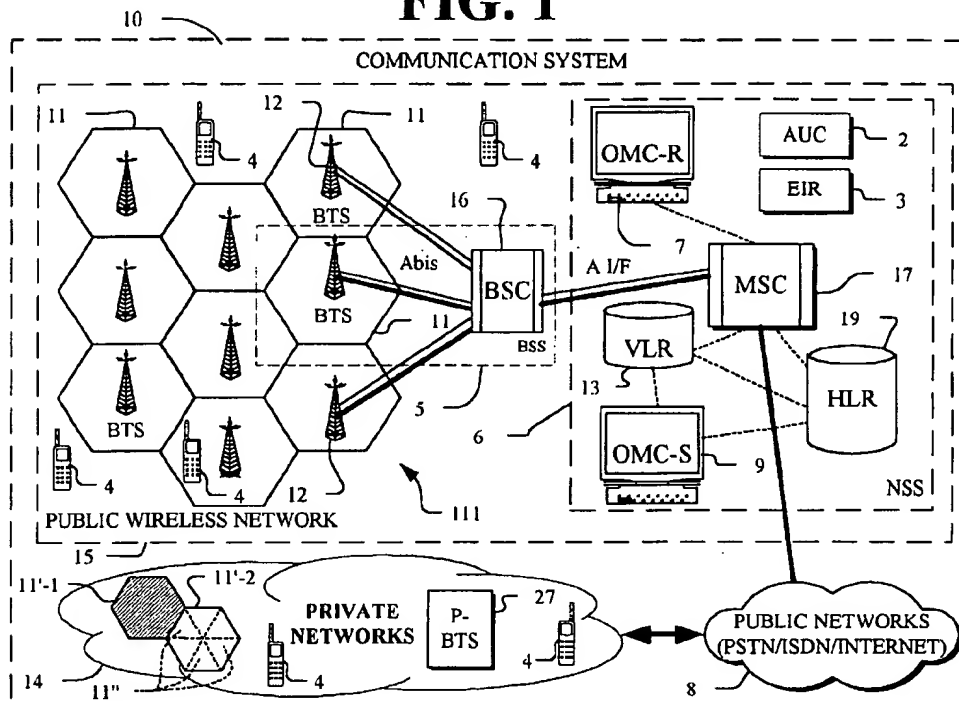 FIG. 1
10
COMMUNICATION SYSTEM
11
12
11
4
4
OMC-R
AUC
2
EIR
3
BTS
16
7
Abis
BSC
A I/F
MSC
17
BTS
11
BSS
VLR
19
13
HLR
5
BTS
6
OMC-S
9
4
4
12
111
NSS
PUBLIC WIRELESS NETWORK
15
11'-1
11'-2
PRIVATE
NETWORKS
P-
BTS
27
PUBLIC NETWORKS
(PSTN/ISDN/INTERNET)
14
11"
4
4
8